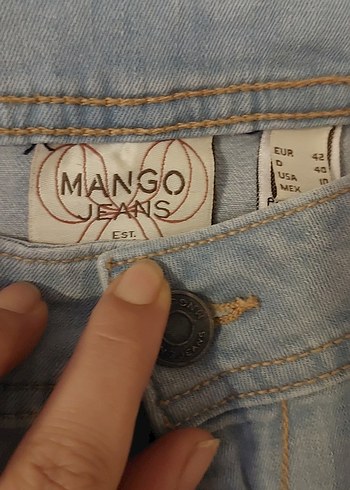 MANGO
JEANS
EST.
EUR 42
D 40
USA 10
MEX